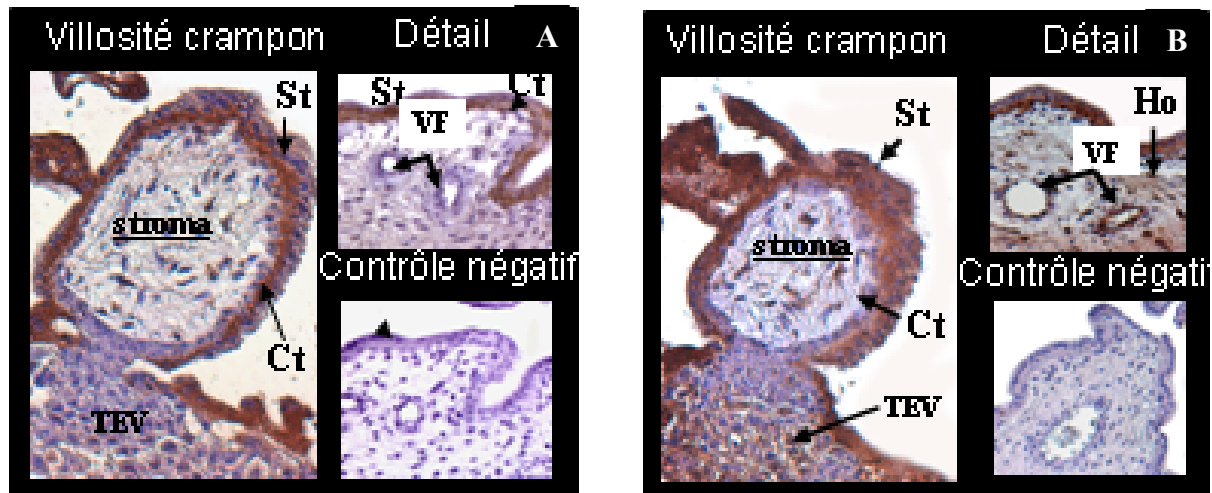 Villosité crampon
Détail
A
St
stroma
Ct
TEV
St
Ct
VF
Contrôle négatif
Villosité crampon
Détail
B
St
stroma
Ct
TEV
Ho
VF
Contrôle négatif